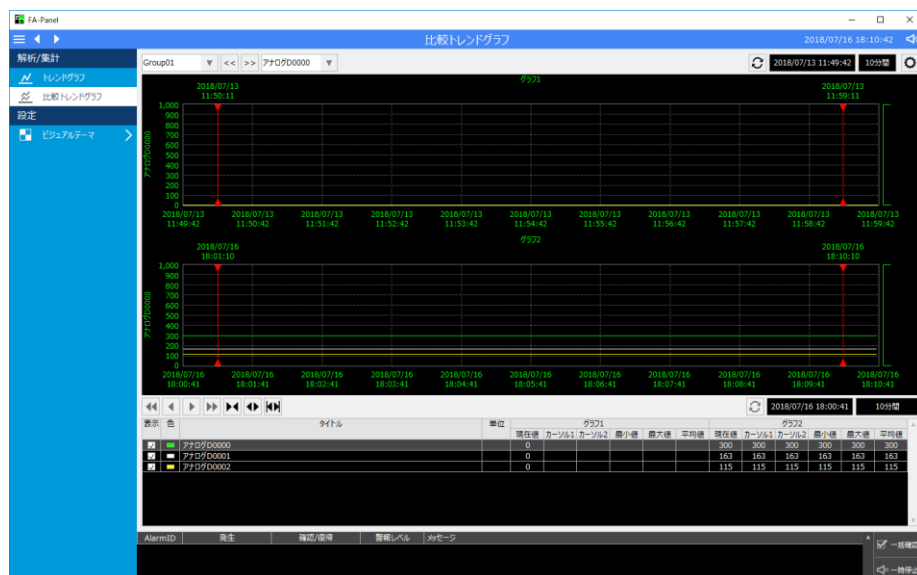 FA-Panel
比較トレンドグラフ
2018/07/16 18:10:42
解析/集計
トレンドグラフ
比較トレンドグラフ
設定
ビジュアルテーマ
Group01 << >> アナログD0000
2018/07/13 11:49:42 10分間
グラフ1
2018/07/13 2018/07/13
11:50:11 11:59:11
アナログD0000
1,000
900
800
700
600
500
400
300
200
100
0
2018/07/13 2018/07/13 2018/07/13 2018/07/13 2018/07/13 2018/07/13 2018/07/13 2018/07/13 2018/07/13 2018/07/13 2018/07/13
11:49:42 11:50:42 11:51:42 11:52:42 11:53:42 11:54:42 11:55:42 11:56:42 11:57:42 11:58:42 11:59:42
グラフ2
2018/07/16 2018/07/16
18:01:10 18:10:10
アナログD0000
1,000
900
800
700
600
500
400
300
200
100
0
2018/07/16 2018/07/16 2018/07/16 2018/07/16 2018/07/16 2018/07/16 2018/07/16 2018/07/16 2018/07/16 2018/07/16 2018/07/16
18:00:41 18:01:41 18:02:41 18:03:41 18:04:41 18:05:41 18:06:41 18:07:41 18:08:41 18:09:41 18:10:41
2018/07/16 18:00:41 10分間
表示 色 タイトル 単位 グラフ1 グラフ2
現在値 カーソル1 カーソル2 最小値 最大値 平均値 現在値 カーソル1 カーソル2 最小値 最大値 平均値
アナログD0000 0 300 300 300 300 300 300
アナログD0001 0 163 163 163 163 163 163
アナログD0002 0 115 115 115 115 115 115
AlarmID 発生 確認/復帰 警報レベル メッセージ
一括確認
一時停止